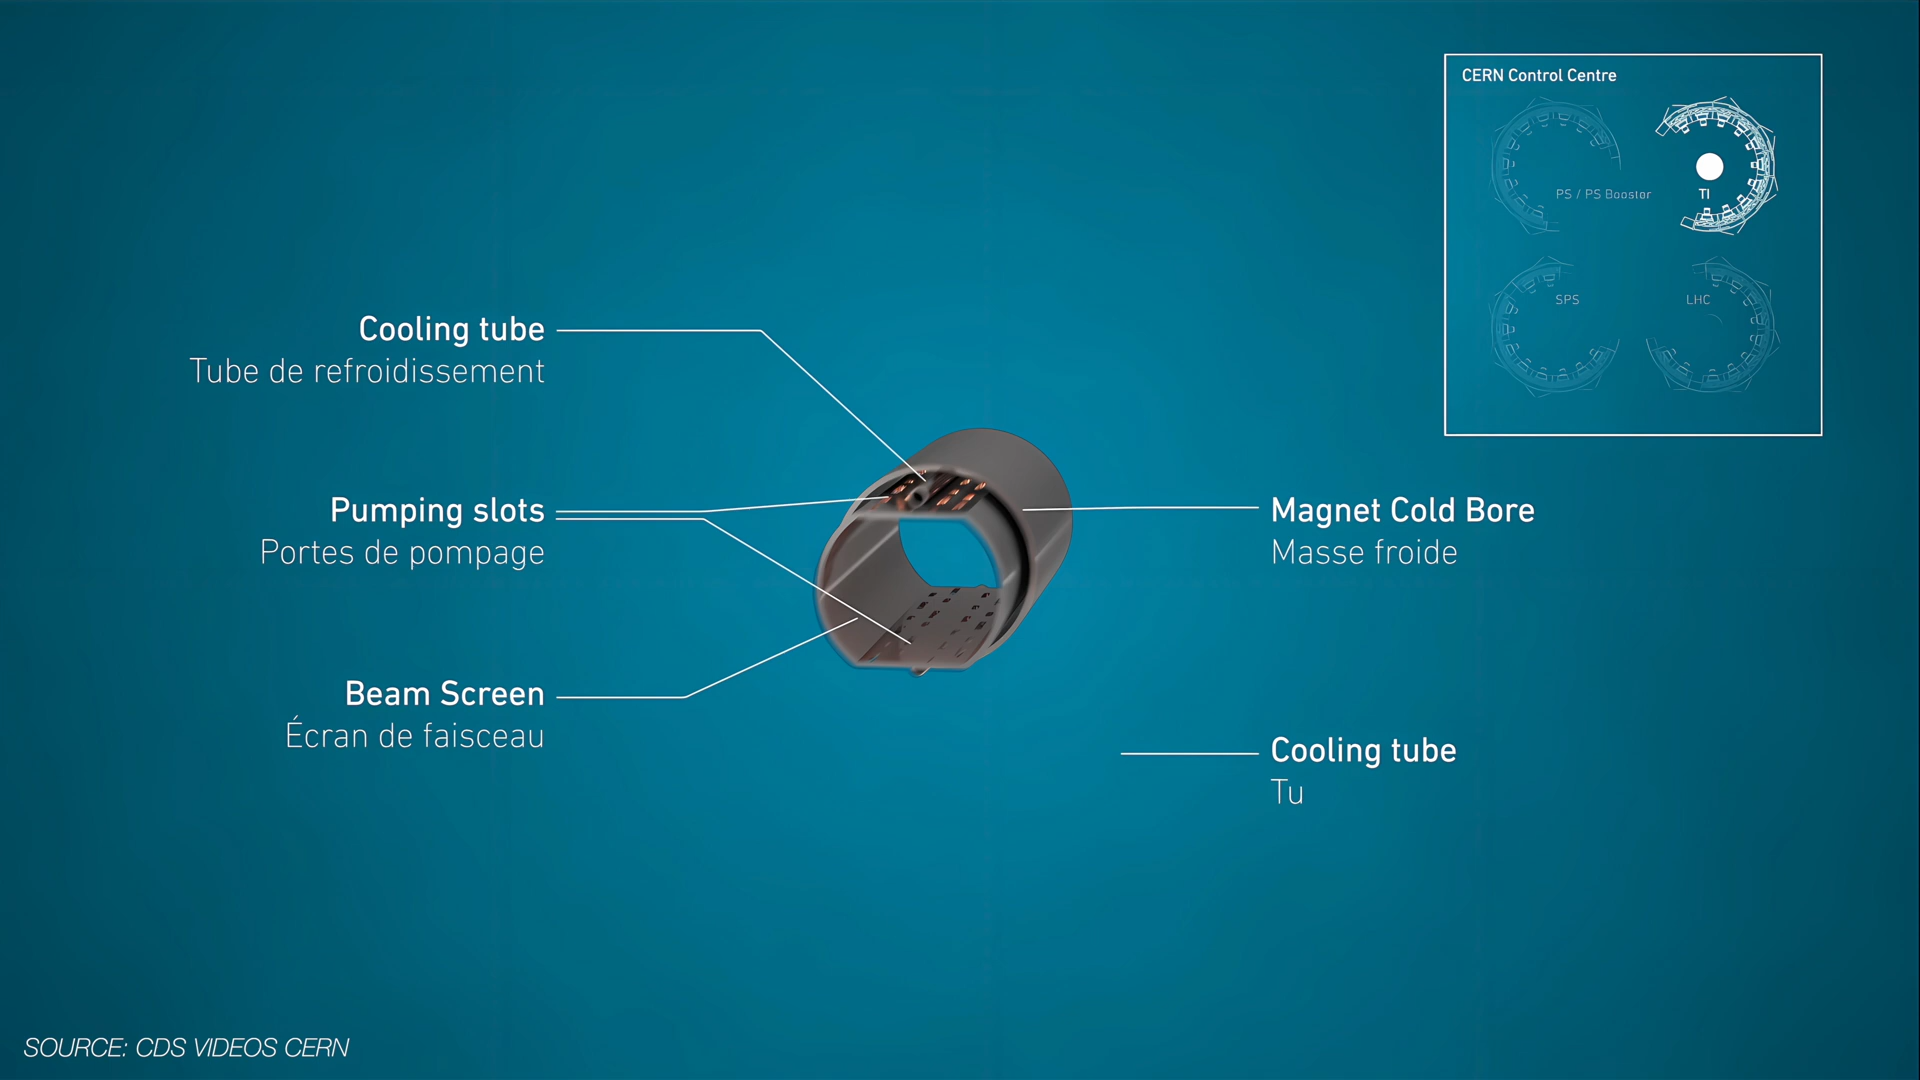 CERN Control Centre
PS / PS Booster
TI
SPS
LHC
Cooling tube
Tube de refroidissement
Pumping slots
Portes de pompage
Beam Screen
Écran de faisceau
Magnet Cold Bore
Masse froide
Cooling tube
Tu
SOURCE: CDS VIDEOS CERN